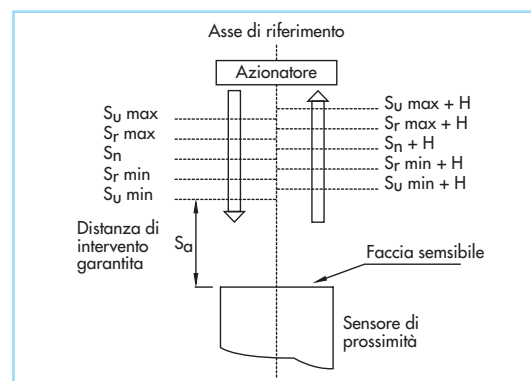 Asse di riferimento
Azionatore
Su max
Sr max
Sn
Sr min
Su min
Su max + H
Sr max + H
Sn + H
Sr min + H
Su min + H
Distanza di
intervento
garantita
Sa
Faccia semsibile
Sensore di
prossimità